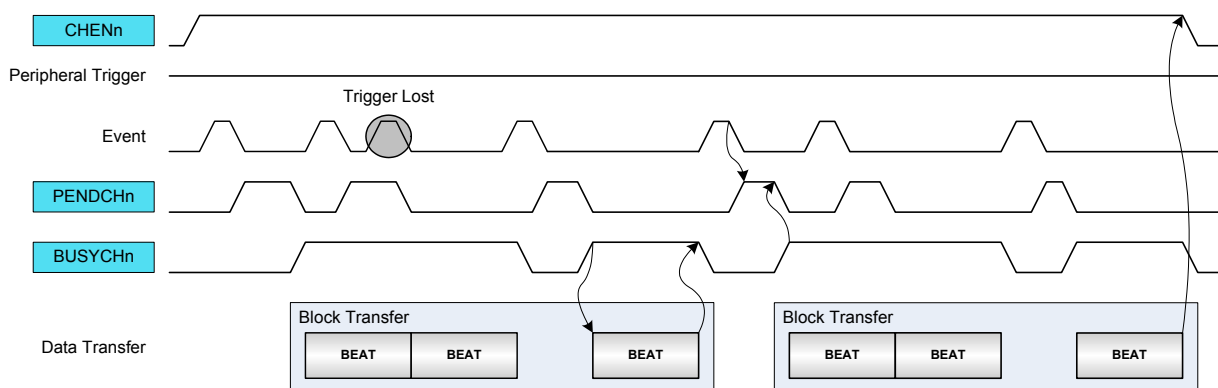 CHENn
Peripheral Trigger
Trigger Lost
Event
PENDCHn
BUSYCHn
Data Transfer
Block Transfer
BEAT
BEAT
BEAT
Block Transfer
BEAT
BEAT
BEAT